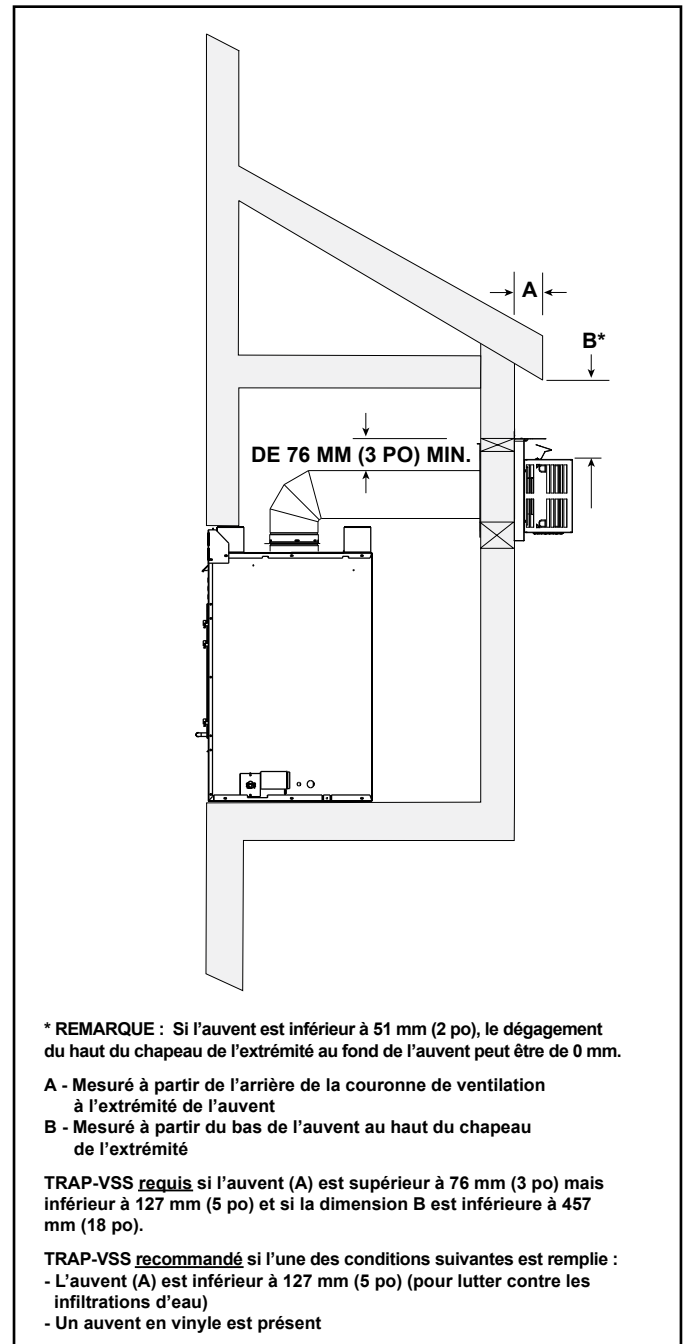 A
B*
DE 76 MM (3 PO) MIN.
* REMARQUE : Si l’auvent est inférieur à 51 mm (2 po), le dégagement
du haut du chapeau de l’extrémité au fond de l’auvent peut être de 0 mm.
A - Mesuré à partir de l’arrière de la couronne de ventilation
à l’extrémité de l’auvent
B - Mesuré à partir du bas de l’auvent au haut du chapeau
de l’extrémité
TRAP-VSS requis si l’auvent (A) est supérieur à 76 mm (3 po) mais
inférieur à 127 mm (5 po) et si la dimension B est inférieure à 457
mm (18 po).
TRAP-VSS recommandé si l’une des conditions suivantes est remplie :
- L’auvent (A) est inférieur à 127 mm (5 po) (pour lutter contre les
infiltrations d’eau)
- Un auvent en vinyle est présent